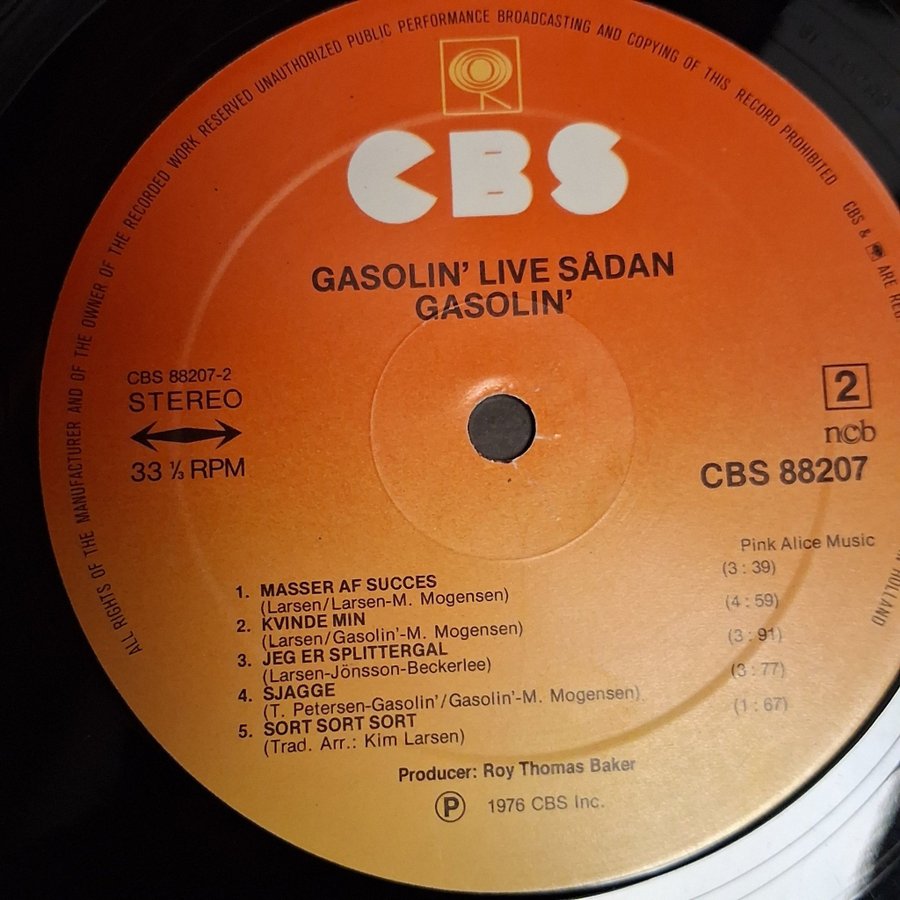 ALL RIGHTS OF THE MANUFACTURER AND OF THE OWNER OF THE RECORDED WORK RESERVED UNAUTHORIZED PUBLIC PERFORMANCE BROADCASTING AND COPYING OF THIS RECORD PROHIBITED
CBS & ARE RE
HOLLAND
CBS
GASOLIN' LIVE SÅDAN
GASOLIN'
CBS 88207-2
STEREO
33 ⅓ RPM
2
ncb
CBS 88207
Pink Alice Music
1. MASSER AF SUCCES (3:39)
(Larsen/Larsen-M. Mogensen)
2. KVINDE MIN (4:59)
(Larsen/Gasolin'-M. Mogensen)
3. JEG ER SPLITTERGAL (3:91)
(Larsen-Jönsson-Beckerlee)
4. SJAGGE (3:77)
(T. Petersen-Gasolin'/Gasolin'-M. Mogensen)
5. SORT SORT SORT (1:67)
(Trad. Arr.: Kim Larsen)
Producer: Roy Thomas Baker
Ⓟ 1976 CBS Inc.